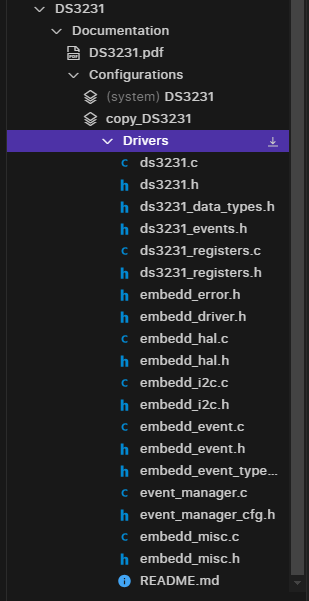 DS3231
Documentation
DS3231.pdf
Configurations
(system) DS3231
copy_DS3231
Drivers
ds3231.c
ds3231.h
ds3231_data_types.h
ds3231_events.h
ds3231_registers.c
ds3231_registers.h
embedd_error.h
embedd_driver.h
embedd_hal.c
embedd_hal.h
embedd_i2c.c
embedd_i2c.h
embedd_event.c
embedd_event.h
embedd_event_type...
event_manager.c
event_manager_cfg.h
embedd_misc.c
embedd_misc.h
README.md